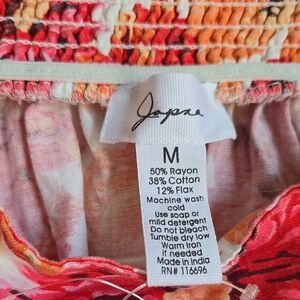 Jayne
M
50% Rayon
38% Cotton
12% Flax
Machine wash
cold
Use soap or
mild detergent
Do not bleach
Tumble dry low
Warm Iron
if needed
Made in India
RN# 116696